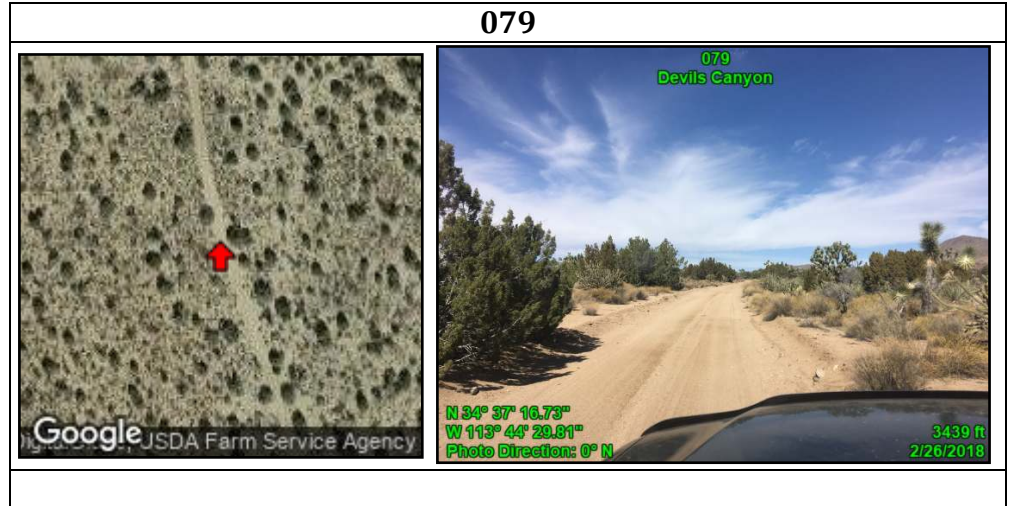 079
Google
USDA Farm Service Agency
079
Devils Canyon
N 34° 37' 16.73"
W 113° 44' 29.81"
Photo Direction: 0° N
3439 ft
2/26/2018